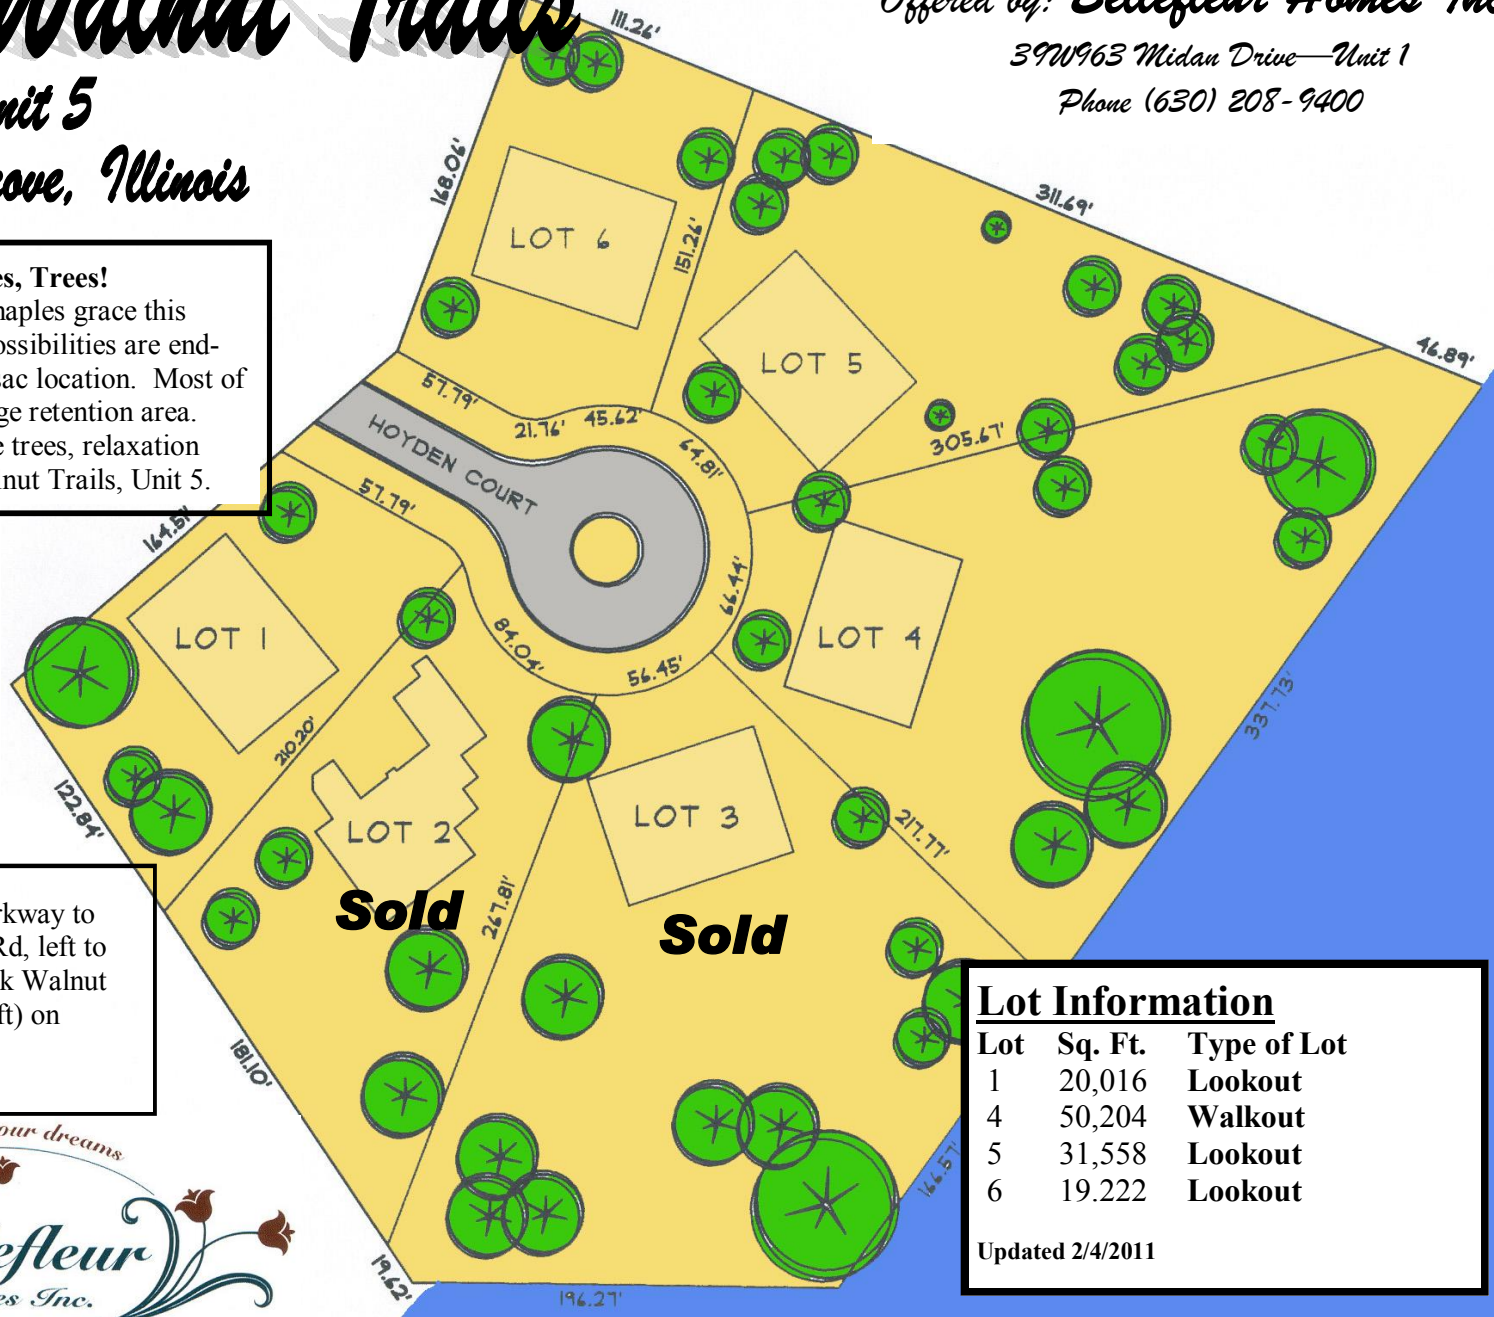 Walnut Trails
Unit 5
Grove, Illinois
Offered by: Bellefleur Homes Inc
39W963 Midan Drive—Unit 1
Phone (630) 208-9400
es, Trees!
maples grace this
ossibilities are end-
sac location. Most of
ge retention area.
e trees, relaxation
lnut Trails, Unit 5.
rkway to
Rd, left to
k Walnut
ft) on
our dreams
efleur
es Inc.
111.26'
168.06'
LOT 6
151.26'
311.69'
46.89'
LOT 5
305.67'
57.79'
21.76'
45.62'
64.81'
HOYDEN COURT
57.79'
164.51'
66.44'
84.04'
56.45'
LOT 1
LOT 4
337.73'
210.20'
122.84'
LOT 2
Sold
LOT 3
Sold
217.77'
267.81'
181.10'
166.57'
19.62'
196.27'
Lot Information
Lot Sq. Ft. Type of Lot
1 20,016 Lookout
4 50,204 Walkout
5 31,558 Lookout
6 19.222 Lookout
Updated 2/4/2011